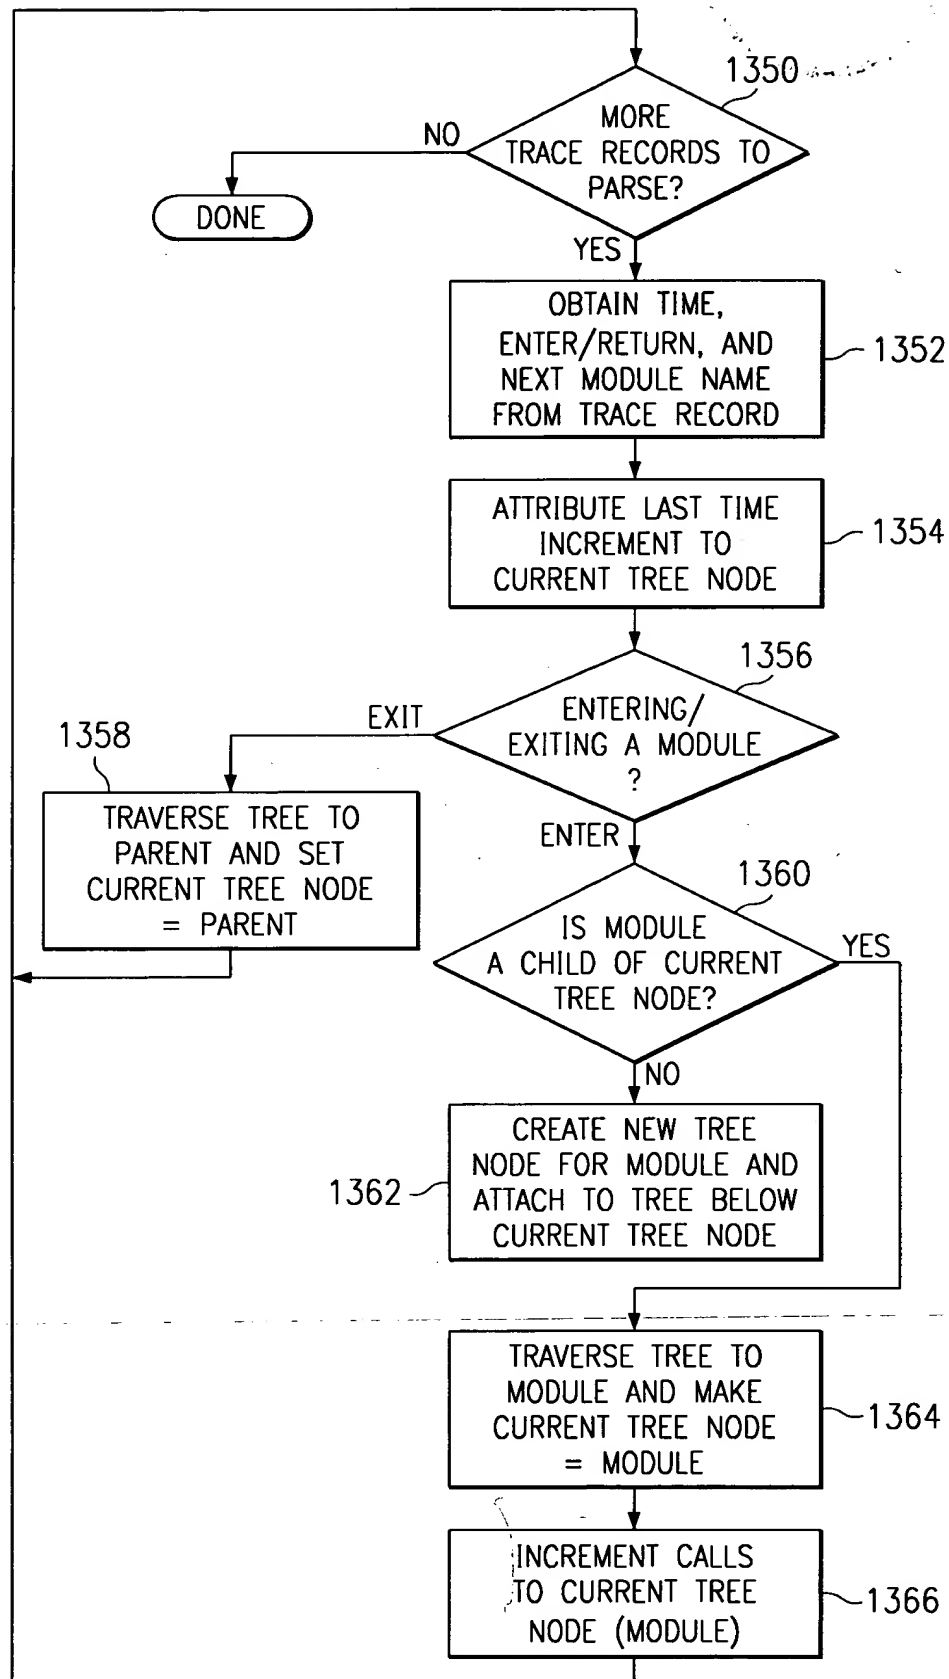 1350
MORE
TRACE RECORDS TO
PARSE?
NO
DONE
YES
OBTAIN TIME,
ENTER/RETURN, AND
NEXT MODULE NAME
FROM TRACE RECORD
1352
ATTRIBUTE LAST TIME
INCREMENT TO
CURRENT TREE NODE
1354
1356
ENTERING/
EXITING A MODULE
?
EXIT
1358
TRAVERSE TREE TO
PARENT AND SET
CURRENT TREE NODE
= PARENT
ENTER
1360
IS MODULE
A CHILD OF CURRENT
TREE NODE?
YES
NO
CREATE NEW TREE
NODE FOR MODULE AND
ATTACH TO TREE BELOW
CURRENT TREE NODE
1362
TRAVERSE TREE TO
MODULE AND MAKE
CURRENT TREE NODE
= MODULE
1364
INCREMENT CALLS
TO CURRENT TREE
NODE (MODULE)
1366